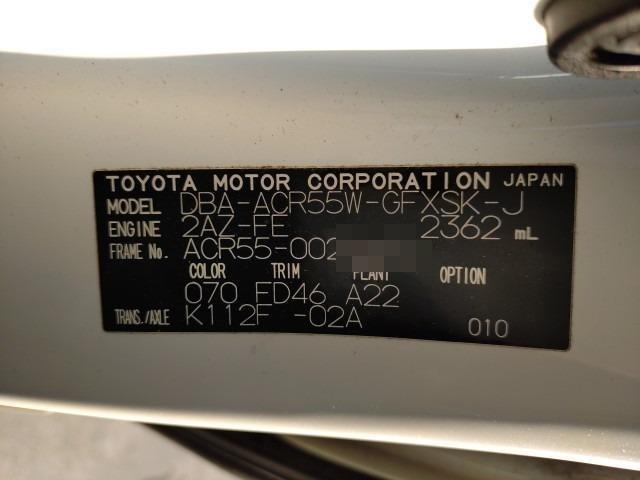 TOYOTA MOTOR CORPORATION JAPAN
MODEL DBA-ACR55W-GFXSK-J
ENGINE 2AZ-FE 2362 mL
FRAME No. ACR55-002
COLOR TRIM PLANT OPTION
070 FD46 A22
TRANS./AXLE K112F -02A 010